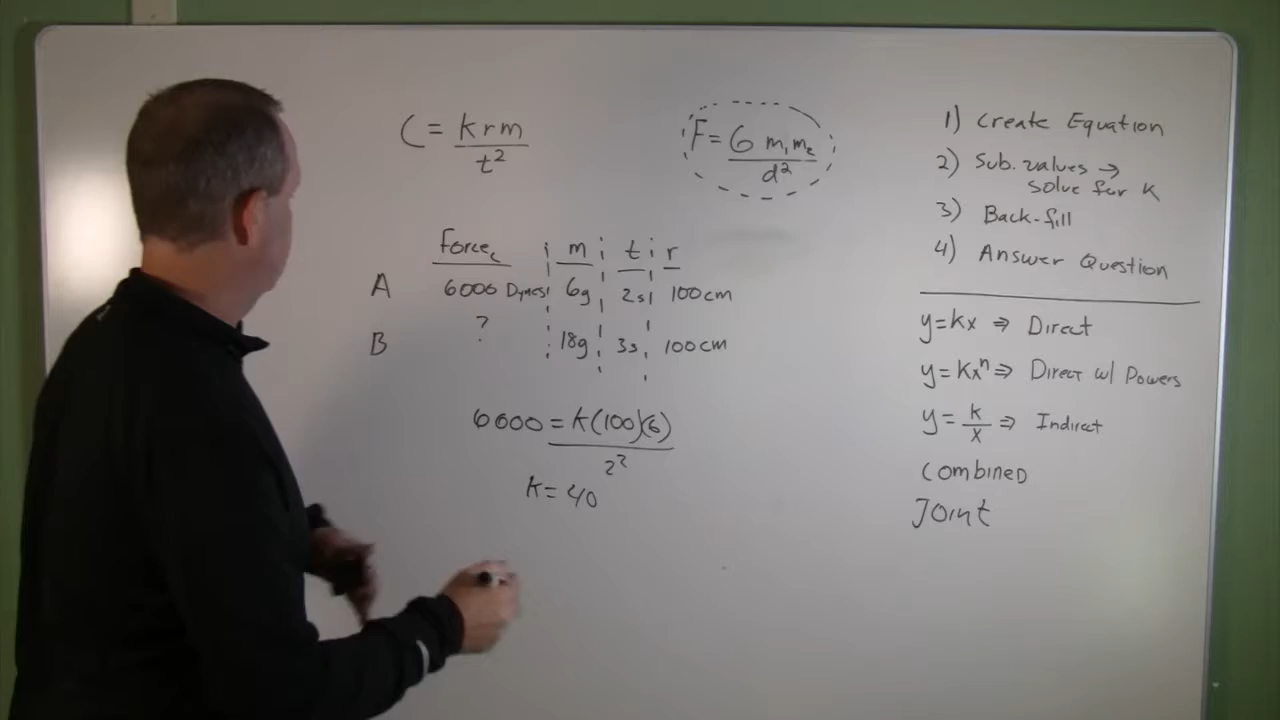 C = krm
t²
F = G m₁m₂
d²
Force꜀ m t r
A 6000 Dynes 6g 2s 100cm
?
B 18g 3s 100cm
6000 = K(100)(6)
2²
K = 40
1) Create Equation
2) Sub. values →
solve for K
3) Back-fill
4) Answer Question
y=kx ⇒ Direct
y=Kxⁿ ⇒ Direct w/ Powers
y = k/x ⇒ Indirect
Combined
Joint